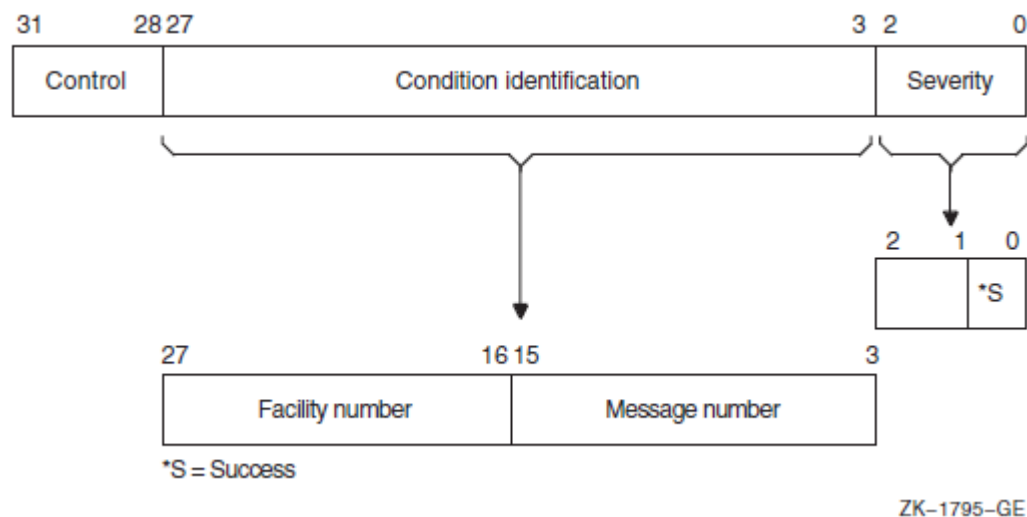 31 28 27 3 2 0
Control Condition identification Severity
2 1 0
*S
27 16 15 3
Facility number Message number
*S = Success
ZK–1795–GE